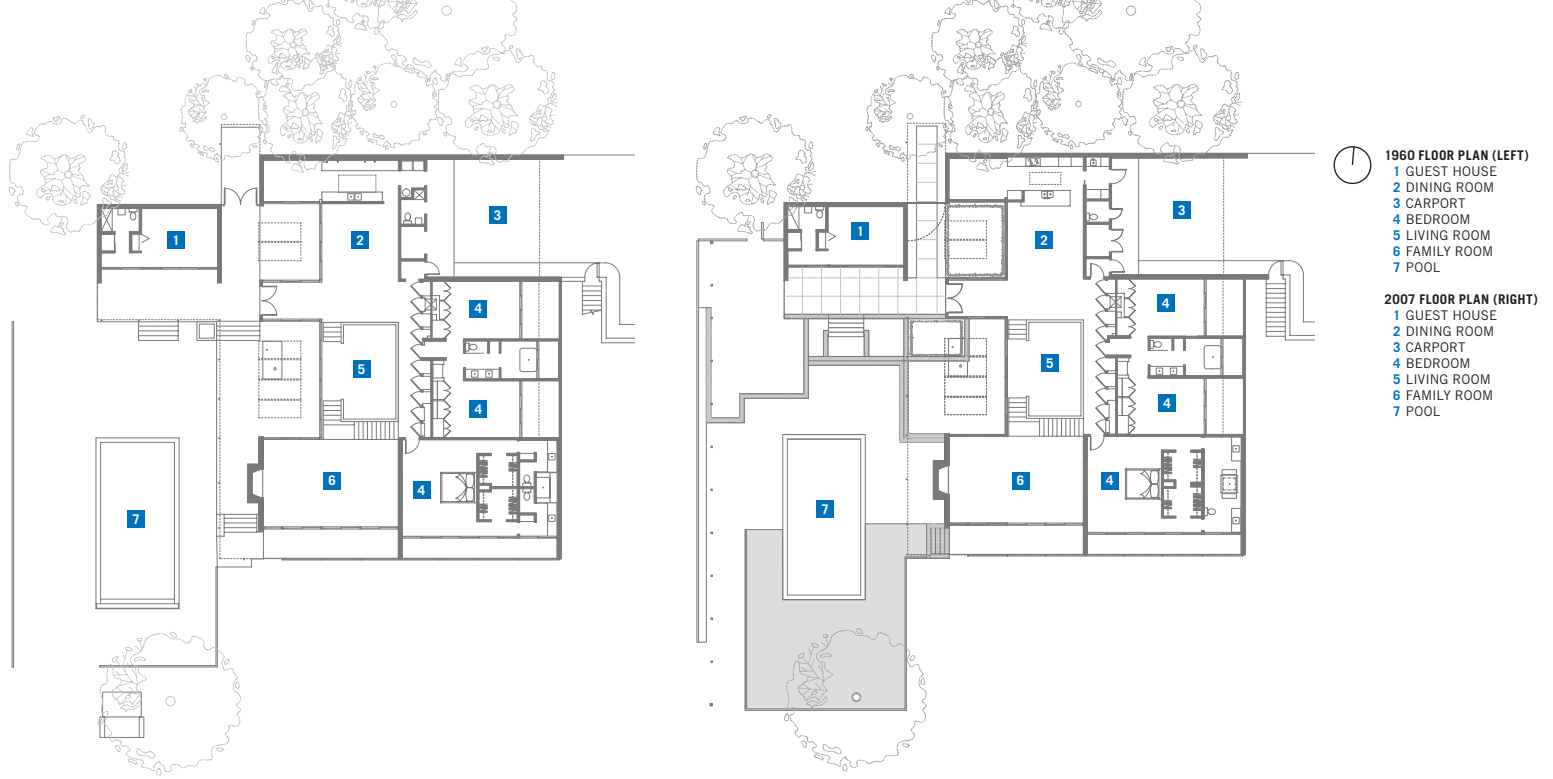 1
2
3
4
5
4
6
4
7
1
2
3
4
5
4
6
4
7
1960 FLOOR PLAN (LEFT)
1 GUEST HOUSE
2 DINING ROOM
3 CARPORT
4 BEDROOM
5 LIVING ROOM
6 FAMILY ROOM
7 POOL
2007 FLOOR PLAN (RIGHT)
1 GUEST HOUSE
2 DINING ROOM
3 CARPORT
4 BEDROOM
5 LIVING ROOM
6 FAMILY ROOM
7 POOL